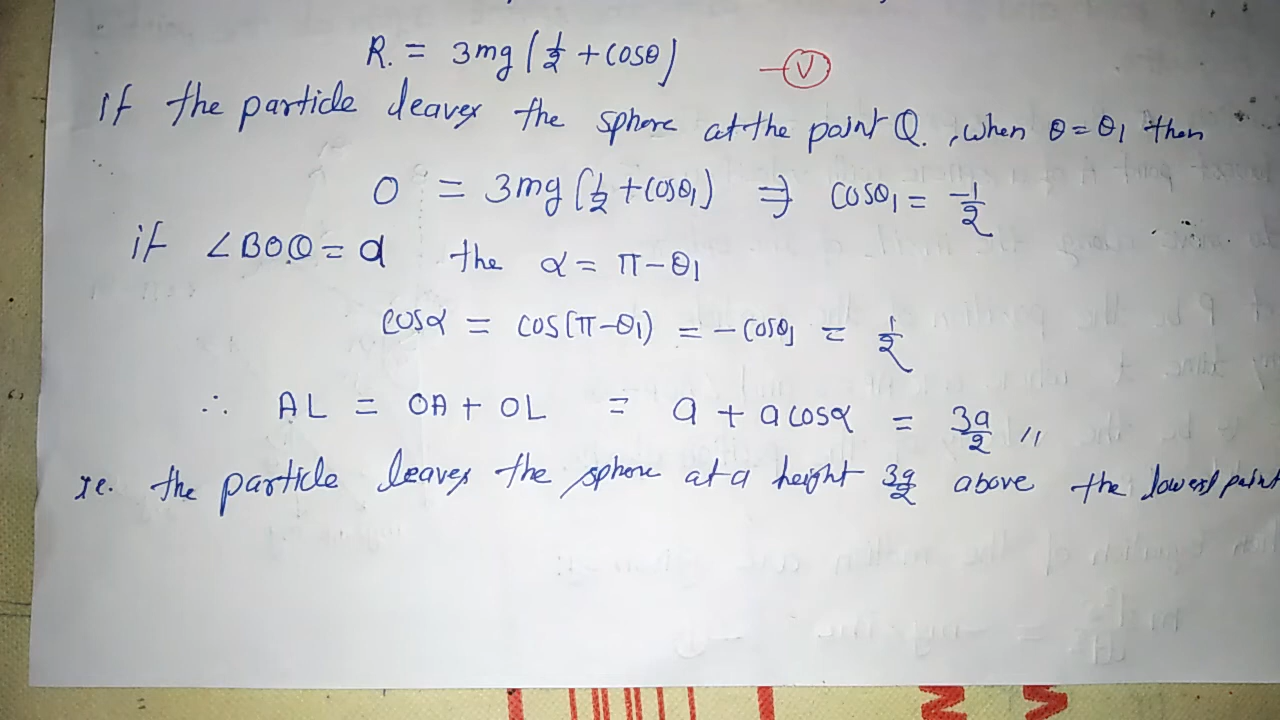 R. = 3mg(1/2 + cosθ) —(V)
if the particle leaves the sphere at the point Q. , when θ = θ1 then
0 = 3mg(1/2 + cosθ1) ⇒ cosθ1 = -1/2
if ∠BOQ = α the α = π - θ1
cosα = cos(π - θ1) = - cosθ1 = 1/2
∴ AL = OA + OL = a + a cosα = 3a/2 //
ie. the particle leaves the sphere at a height 3a/2 above the lowest point